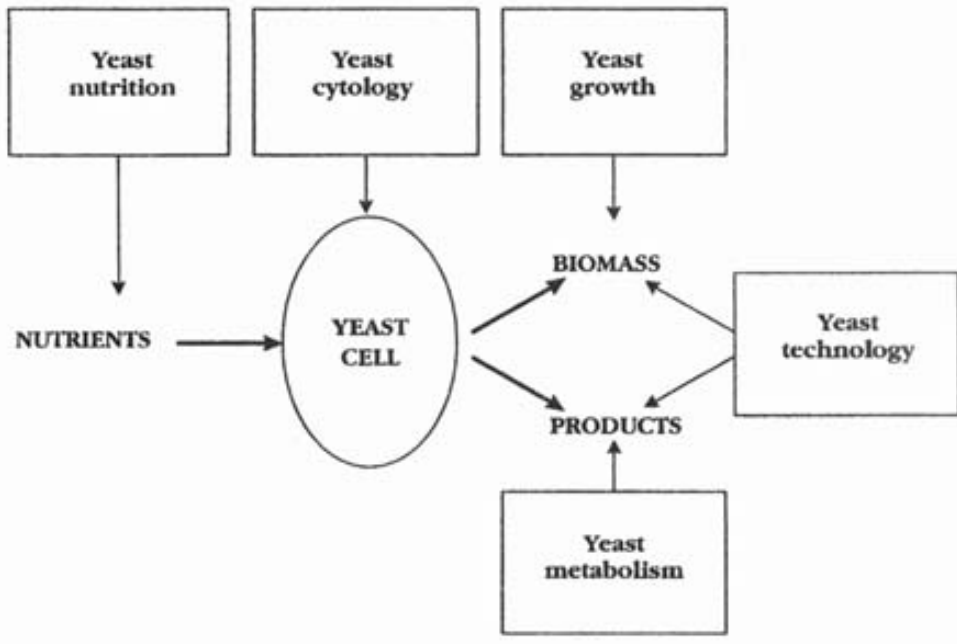 Yeast
nutrition
Yeast
cytology
Yeast
growth
NUTRIENTS
YEAST
CELL
BIOMASS
PRODUCTS
Yeast
technology
Yeast
metabolism